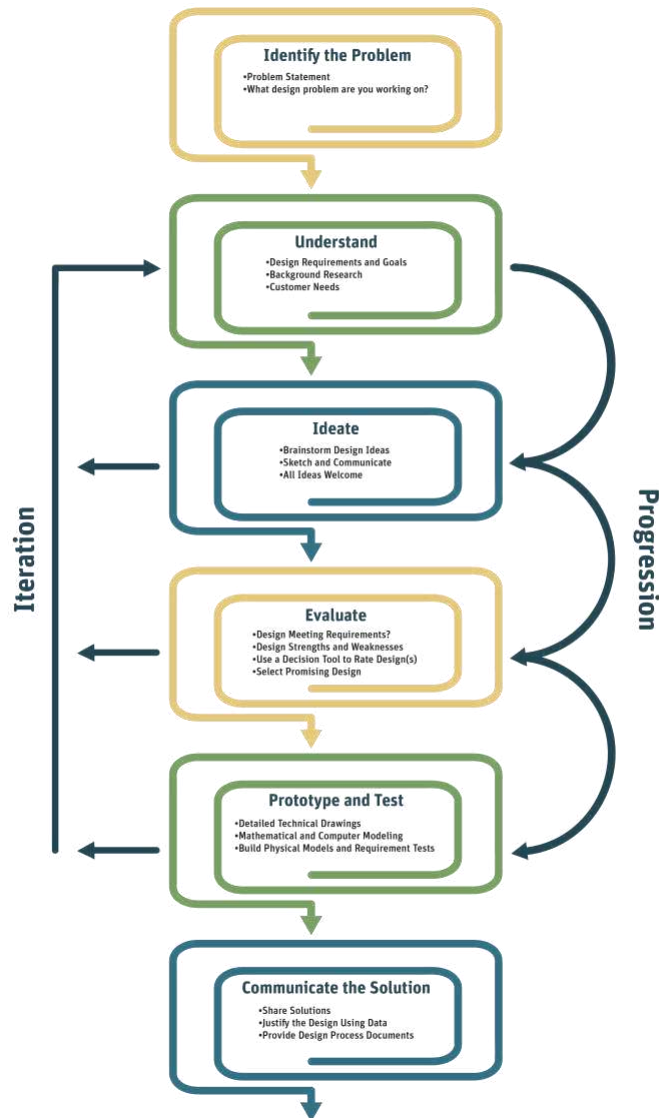 Identify the Problem
•Problem Statement
•What design problem are you working on?
Understand
•Design Requirements and Goals
•Background Research
•Customer Needs
Ideate
•Brainstorm Design Ideas
•Sketch and Communicate
•All Ideas Welcome
Iteration
Progression
Evaluate
•Design Meeting Requirements?
•Design Strengths and Weaknesses
•Use a Decision Tool to Rate Design(s)
•Select Promising Design
Prototype and Test
•Detailed Technical Drawings
•Mathematical and Computer Modeling
•Build Physical Models and Requirement Tests
Communicate the Solution
•Share Solutions
•Justify the Design Using Data
•Provide Design Process Documents